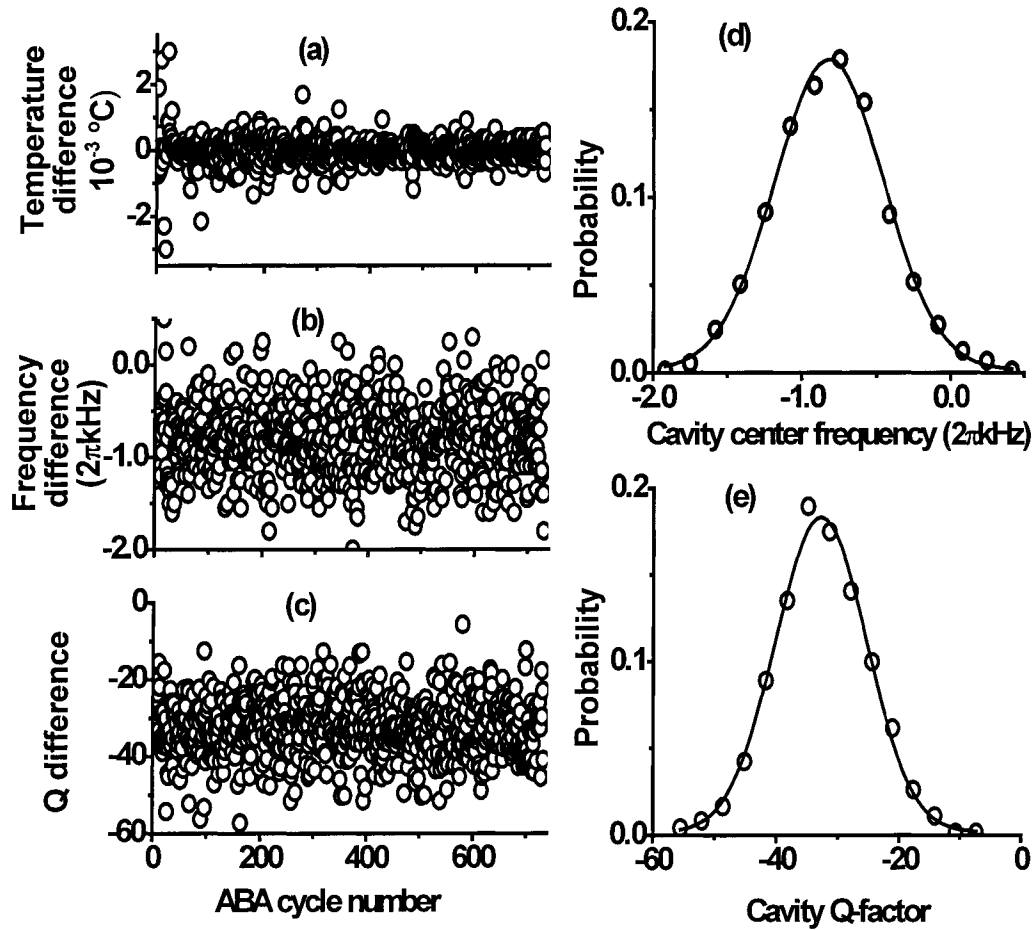 (a)
Temperature
difference
10⁻³ ºC)
2
0
-2
(b)
Frequency
difference
(2πkHz)
0.0
-1.0
-2.0
(c)
Q difference
0
-20
-40
-60
0
200
400
600
ABA cycle number
(d)
Probability
0.2
0.1
0.0
-2.0
-1.0
0.0
Cavity center frequency (2πkHz)
(e)
Probability
0.2
0.1
0.0
-60
-40
-20
0
Cavity Q-factor